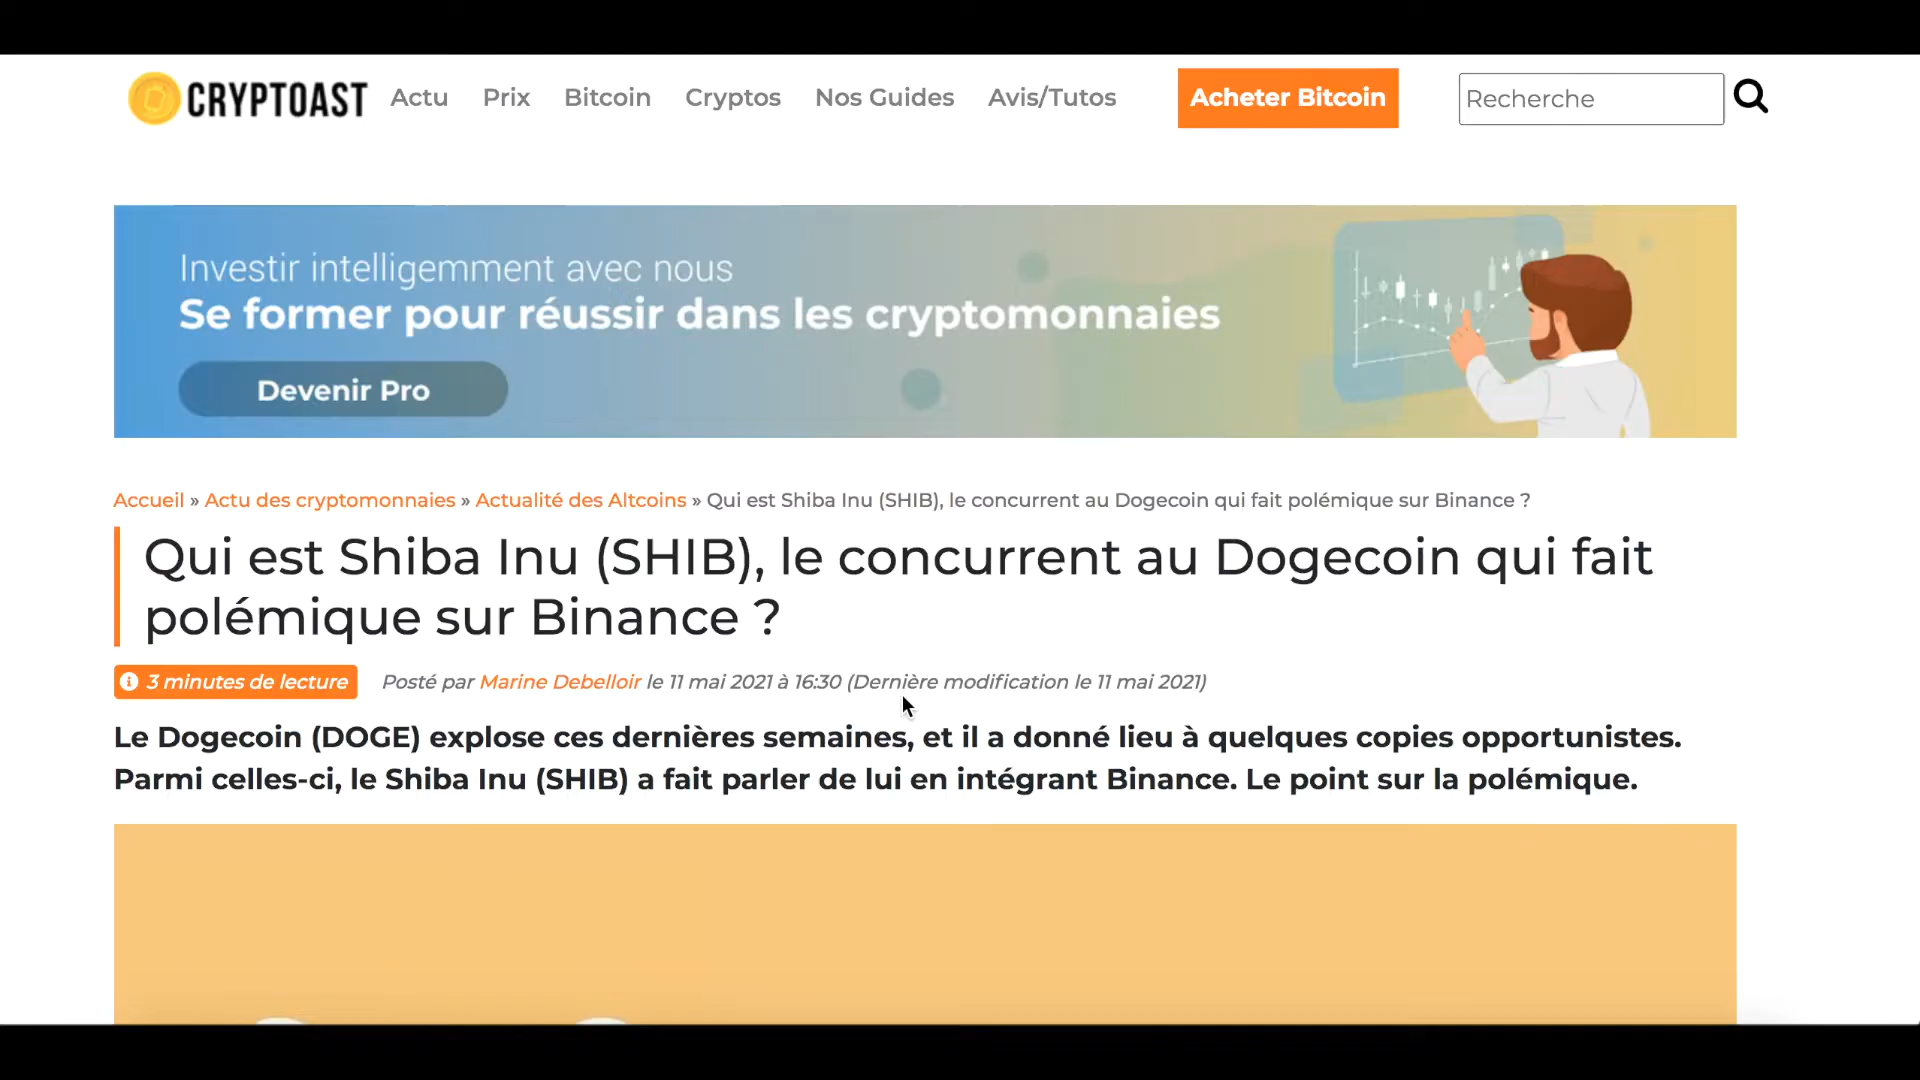 CRYPTOAST Actu Prix Bitcoin Cryptos Nos Guides Avis/Tutos Acheter Bitcoin Recherche
Investir intelligemment avec nous
Se former pour réussir dans les cryptomonnaies
Devenir Pro
Accueil » Actu des cryptomonnaies » Actualité des Altcoins » Qui est Shiba Inu (SHIB), le concurrent au Dogecoin qui fait polémique sur Binance ?
Qui est Shiba Inu (SHIB), le concurrent au Dogecoin qui fait
polémique sur Binance ?
3 minutes de lecture Posté par Marine Debelloir le 11 mai 2021 à 16:30 (Dernière modification le 11 mai 2021)
Le Dogecoin (DOGE) explose ces dernières semaines, et il a donné lieu à quelques copies opportunistes.
Parmi celles-ci, le Shiba Inu (SHIB) a fait parler de lui en intégrant Binance. Le point sur la polémique.